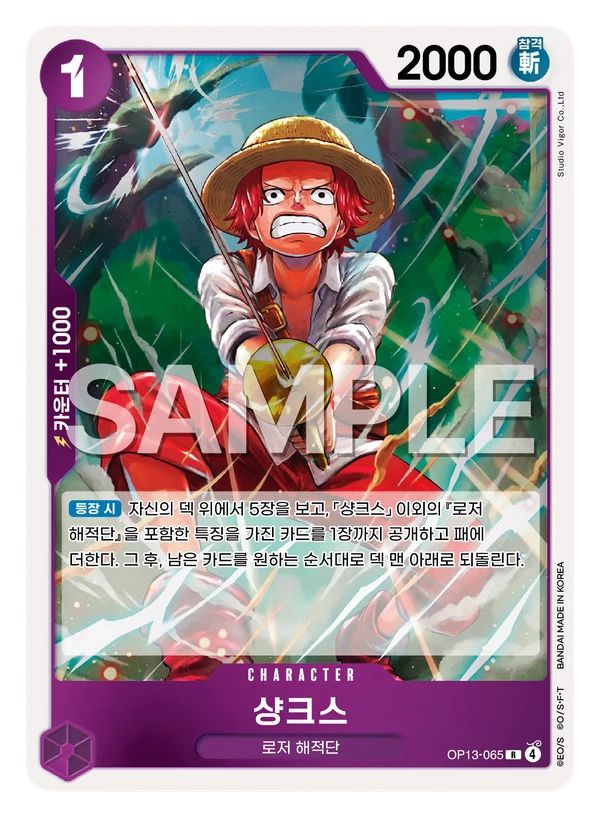 1
2000
참격
斬
Studio Vigor Co.,Ltd
⚡카운터 +1000
SAMPLE
등장 시 자신의 덱 위에서 5장을 보고, 「샹크스」 이외의 『로저
해적단』을 포함한 특징을 가진 카드를 1장까지 공개하고 패에
더한다. 그 후, 남은 카드를 원하는 순서대로 덱 맨 아래로 되돌린다.
CHARACTER
샹크스
로저 해적단
OP13-065 R 4
©EO/S ©O/S·F·T BANDAI MADE IN KOREA